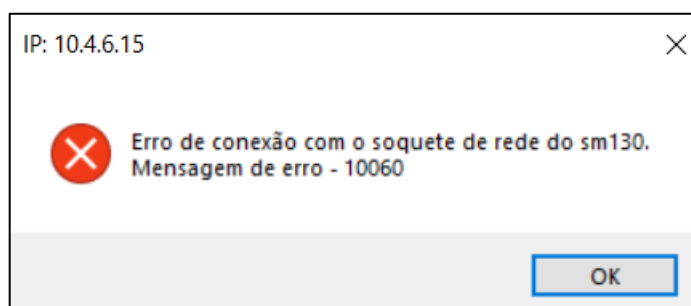 IP: 10.4.6.15
Erro de conexão com o soquete de rede do sm130.
Mensagem de erro - 10060
OK